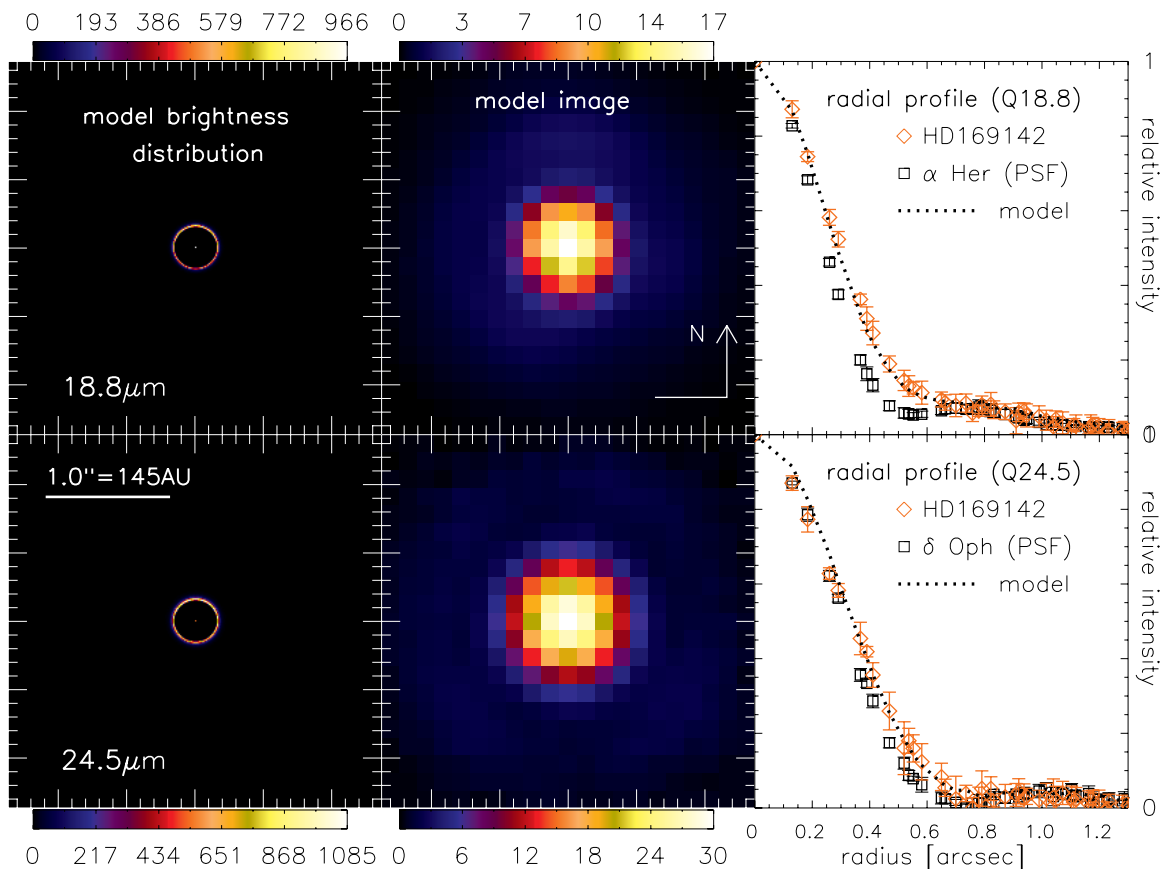 0 193 386 579 772 966
0 3 7 10 14 17
model brightness
distribution
18.8μm
model image
N
radial profile (Q18.8)
HD169142
α Her (PSF)
model
1
relative intensity
0
1.0"=145AU
24.5μm
radial profile (Q24.5)
HD169142
δ Oph (PSF)
model
relative intensity
0
0 0.2 0.4 0.6 0.8 1.0 1.2
radius [arcsec]
0 217 434 651 868 1085
0 6 12 18 24 30